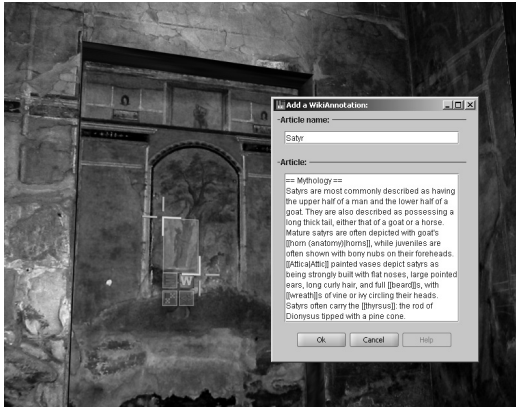 Add a WikiAnnotation:
Article name:
Satyr
Article:
== Mythology ==
Satyrs are most commonly described as having
the upper half of a man and the lower half of a
goat. They are also described as possessing a
long thick tail, either that of a goat or a horse.
Mature satyrs are often depicted with goat's
[[horn (anatomy)|horns]], while juveniles are
often shown with bony nubs on their foreheads.
[[Attica|Attic]] painted vases depict satyrs as
being strongly built with flat noses, large pointed
ears, long curly hair, and full [[beard]]s, with
[[wreath]]s of vine or ivy circling their heads.
Satyrs often carry the [[thyrsus]]: the rod of
Dionysus tipped with a pine cone.
Ok Cancel Help
W